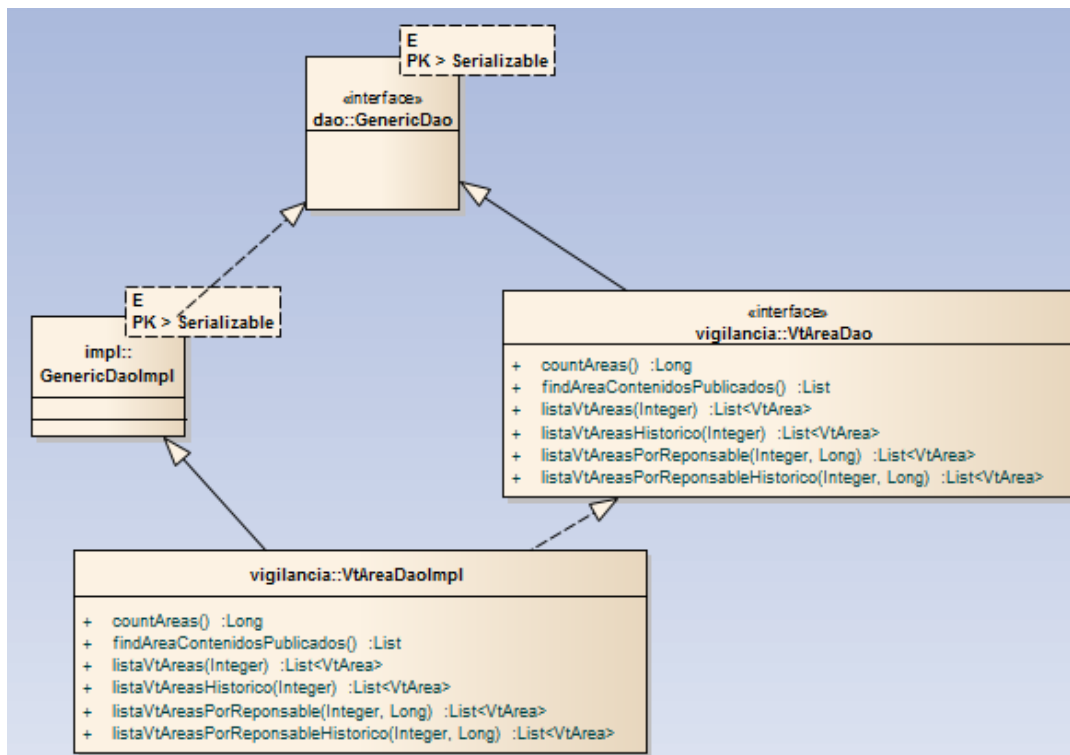 E
PK > Serializable
«interface»
dao::GenericDao
E
PK > Serializable
impl::
GenericDaoImpl
«interface»
vigilancia::VtAreaDao
+ countAreas() :Long
+ findAreaContenidosPublicados() :List
+ listaVtAreas(Integer) :List<VtArea>
+ listaVtAreasHistorico(Integer) :List<VtArea>
+ listaVtAreasPorReponsable(Integer, Long) :List<VtArea>
+ listaVtAreasPorReponsableHistorico(Integer, Long) :List<VtArea>
vigilancia::VtAreaDaoImpl
+ countAreas() :Long
+ findAreaContenidosPublicados() :List
+ listaVtAreas(Integer) :List<VtArea>
+ listaVtAreasHistorico(Integer) :List<VtArea>
+ listaVtAreasPorReponsable(Integer, Long) :List<VtArea>
+ listaVtAreasPorReponsableHistorico(Integer, Long) :List<VtArea>